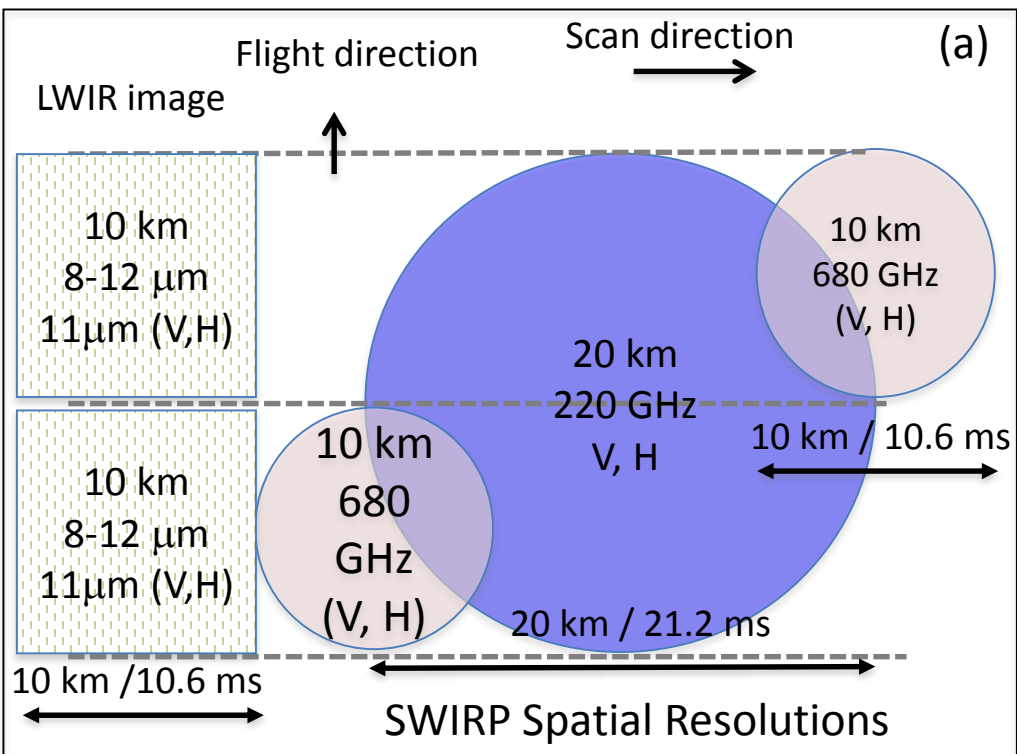 Flight direction
Scan direction
(a)
LWIR image
10 km
8-12 μm
11μm (V,H)
10 km
680 GHz
(V, H)
20 km
220 GHz
V, H
10 km / 10.6 ms
10 km
8-12 μm
11μm (V,H)
10 km
680
GHz
(V, H)
20 km / 21.2 ms
10 km /10.6 ms
SWIRP Spatial Resolutions